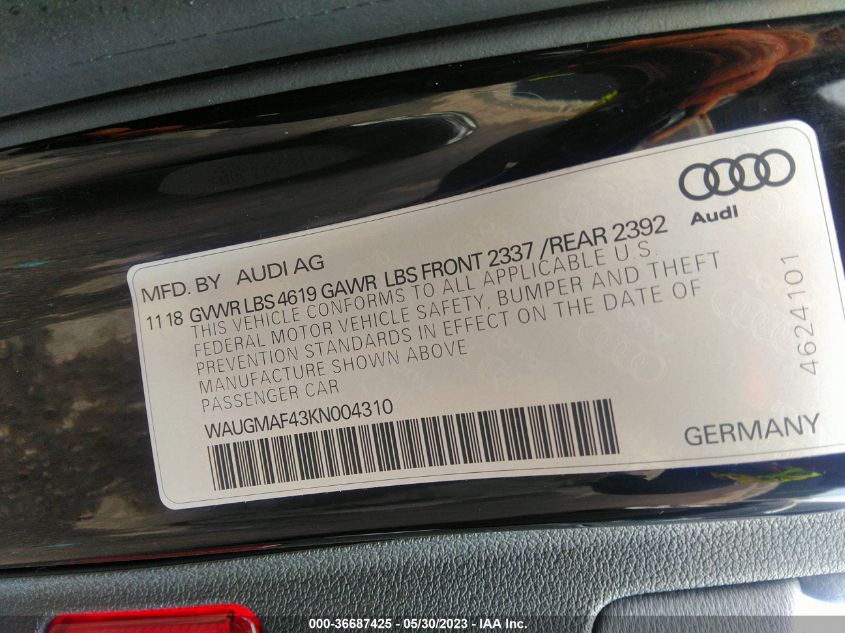 Audi
MFD. BY AUDI AG
11 18 GVWR LBS 4619 GAWR LBS FRONT 2337 /REAR 2392
THIS VEHICLE CONFORMS TO ALL APPLICABLE U.S.
FEDERAL MOTOR VEHICLE SAFETY, BUMPER AND THEFT
PREVENTION STANDARDS IN EFFECT ON THE DATE OF
MANUFACTURE SHOWN ABOVE
PASSENGER CAR
WAUGMAF43KN004310
GERMANY
4624101
000-36687425 - 05/30/2023 - IAA Inc.